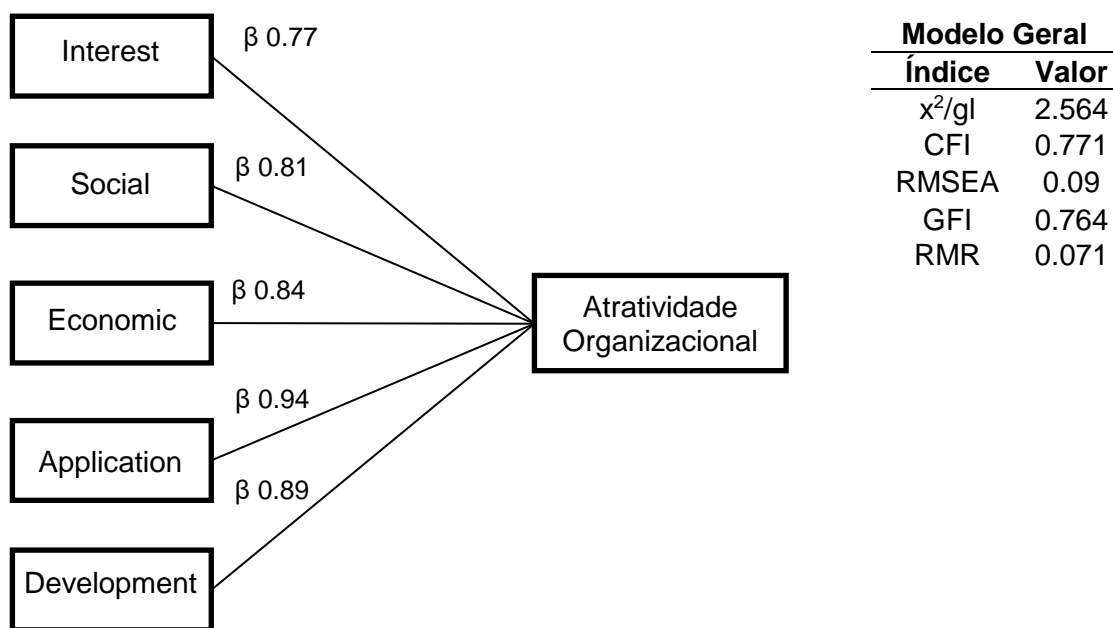 Interest
β 0.77
Social
β 0.81
Economic
β 0.84
Application
β 0.94
Development
β 0.89
Atratividade
Organizacional
Modelo Geral
Índice Valor
x²/gl 2.564
CFI 0.771
RMSEA 0.09
GFI 0.764
RMR 0.071